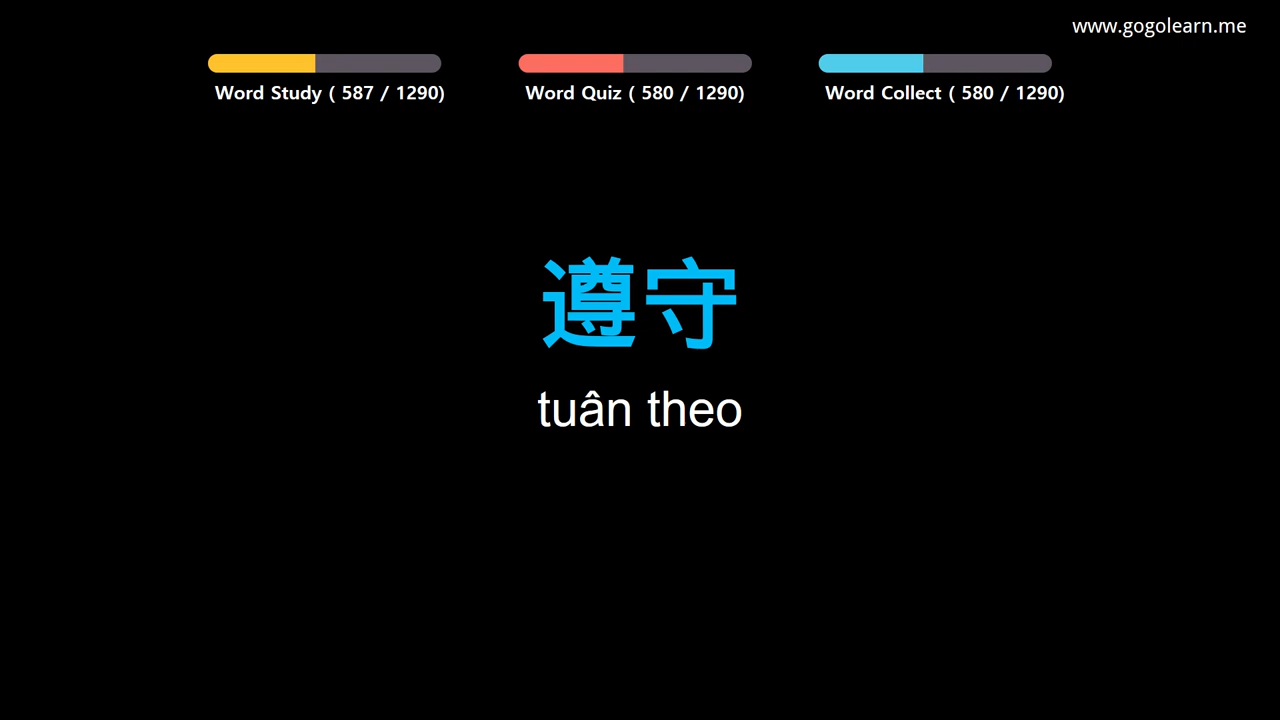 www.gogolearn.me
Word Study ( 587 / 1290)
Word Quiz ( 580 / 1290)
Word Collect ( 580 / 1290)
遵守
tuân theo